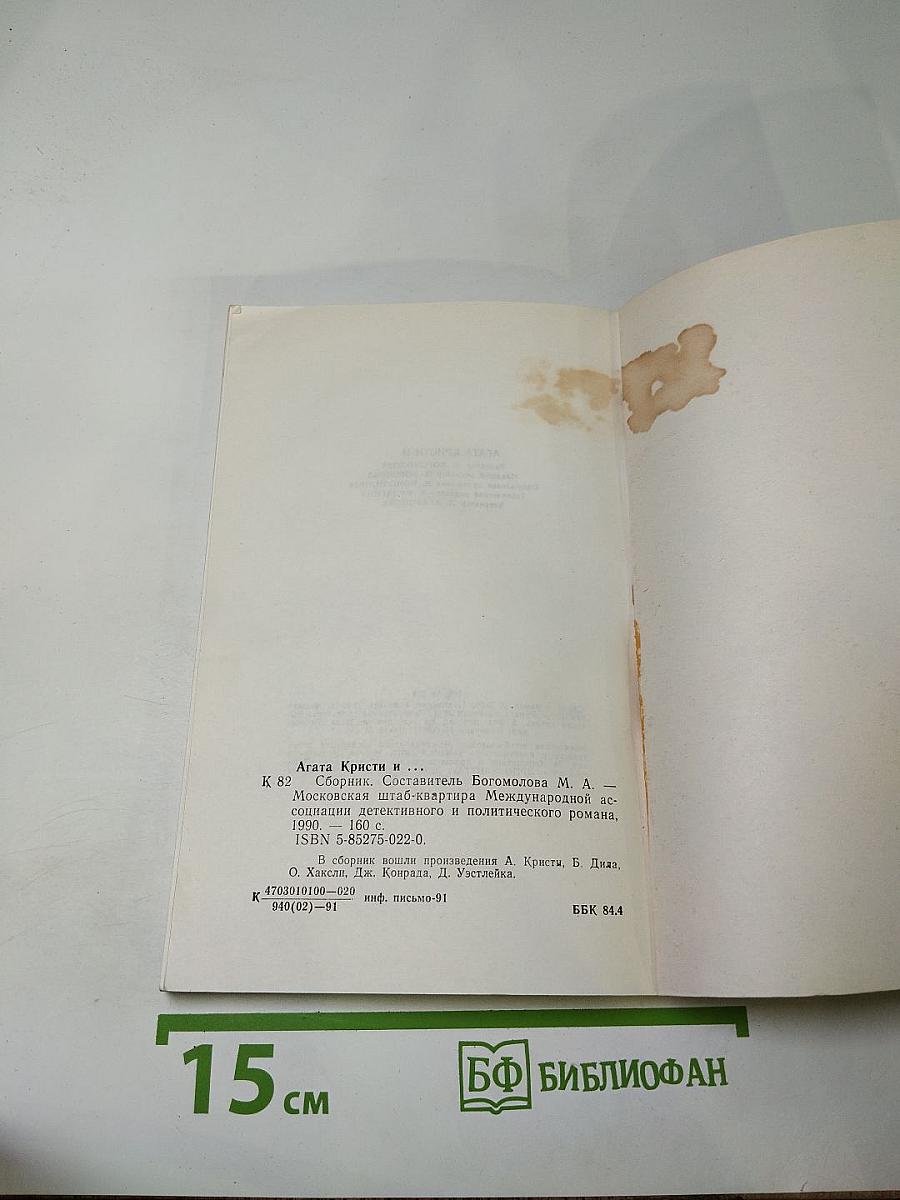 Агата Кристи и ...
К 82 Сборник. Составитель Богомолова М. А. —
Московская штаб-квартира Международной ас-
социации детективного и политического романа,
1990. — 160 с.
ISBN 5-85275-022-0.
В сборник вошли произведения А. Кристи, Б. Дила,
О. Хаксли, Дж. Конрада, Д. Уэстлейка.
К 4703010100—020
940(02)—91 инф. письмо-91
ББК 84.4
15 см
БФ БИБЛИОФАН